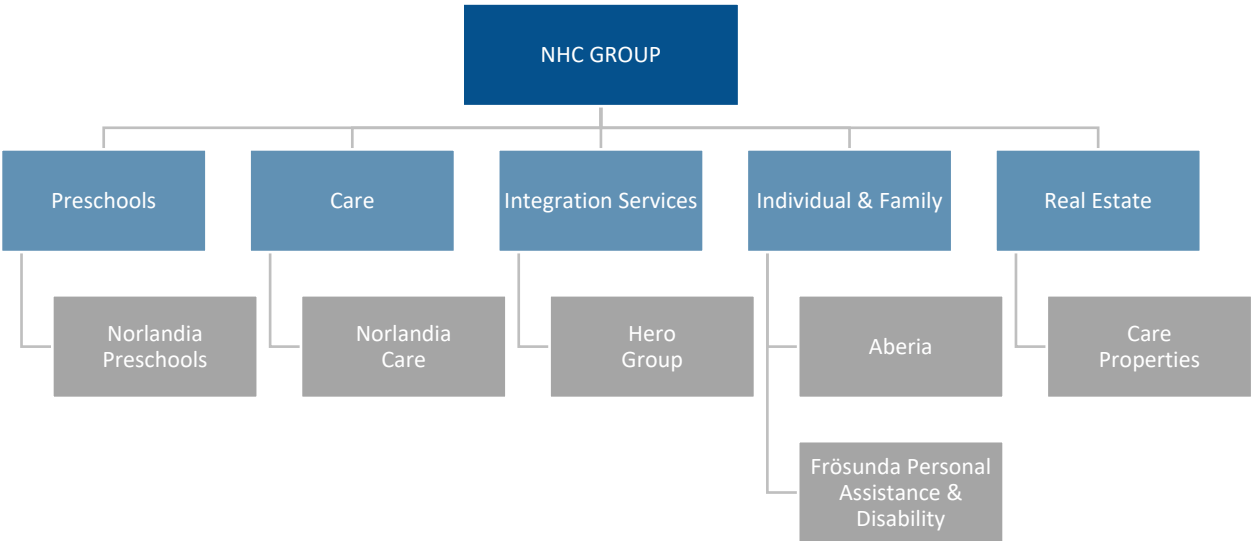 NHC GROUP
Preschools
Care
Integration Services
Individual & Family
Real Estate
Norlandia
Preschools
Norlandia
Care
Hero
Group
Aberia
Care
Properties
Frösunda Personal
Assistance &
Disability